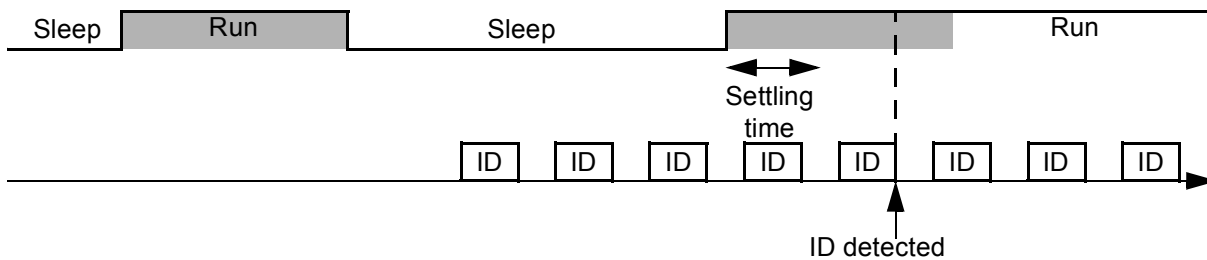 Sleep Run Sleep Run
Settling
time
ID ID ID ID ID ID ID ID
ID detected